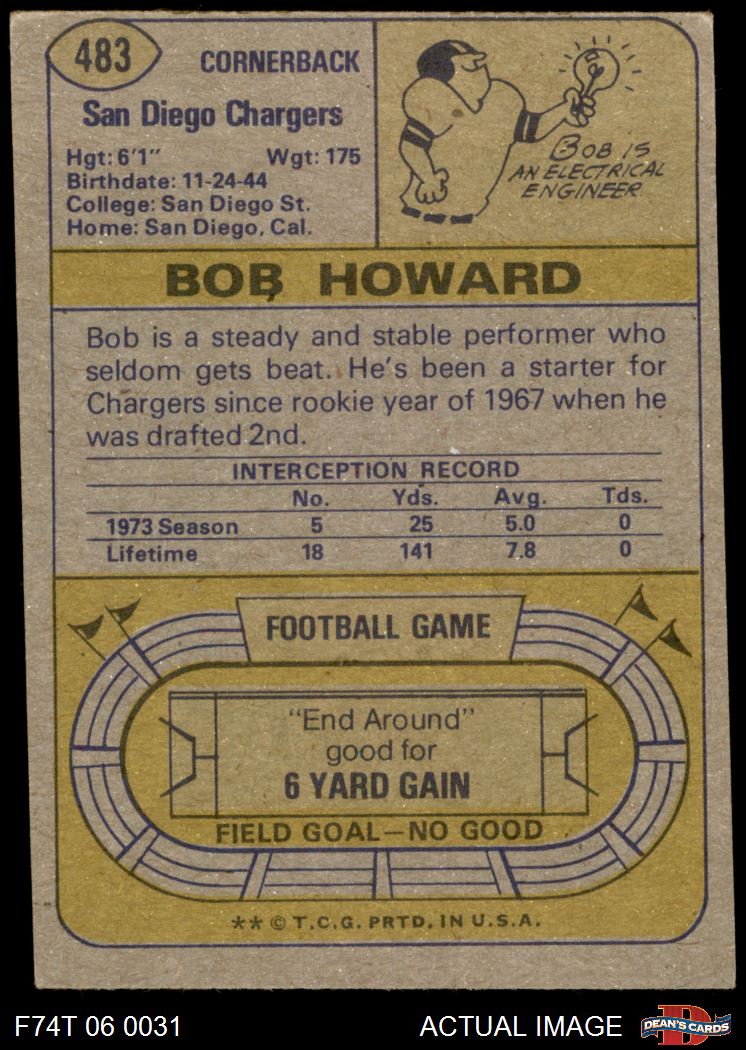 483
CORNERBACK
San Diego Chargers
Hgt: 6'1" Wgt: 175
Birthdate: 11-24-44
College: San Diego St.
Home: San Diego, Cal.
BOB IS
AN ELECTRICAL
ENGINEER
BOB HOWARD
Bob is a steady and stable performer who
seldom gets beat. He's been a starter for
Chargers since rookie year of 1967 when he
was drafted 2nd.
INTERCEPTION RECORD
No. Yds. Avg. Tds.
1973 Season 5 25 5.0 0
Lifetime 18 141 7.8 0
FOOTBALL GAME
"End Around"
good for
6 YARD GAIN
FIELD GOAL—NO GOOD
** © T.C.G. PRTD. IN U.S.A.
F74T 06 0031 ACTUAL IMAGE
D
DEAN'S CARDS